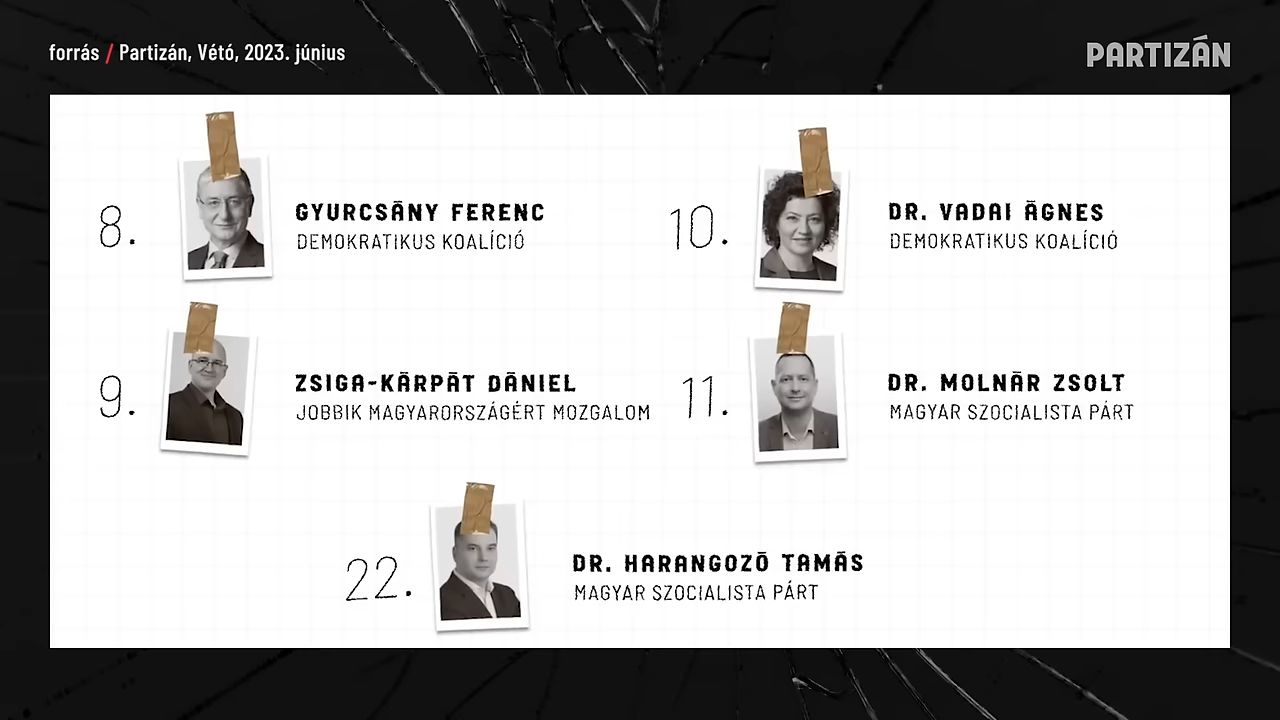 forrás / Partizán, Vétó, 2023. június
PARTIZÁN
8.
GYURCSÁNY FERENC
DEMOKRATIKUS KOALÍCIÓ
9.
ZSIGA-KÁRPÁT DÁNIEL
JOBBIK MAGYARORSZÁGÉRT MOZGALOM
10.
DR. VADAI ÁGNES
DEMOKRATIKUS KOALÍCIÓ
11.
DR. MOLNÁR ZSOLT
MAGYAR SZOCIALISTA PÁRT
22.
DR. HARANGOZÓ TAMÁS
MAGYAR SZOCIALISTA PÁRT